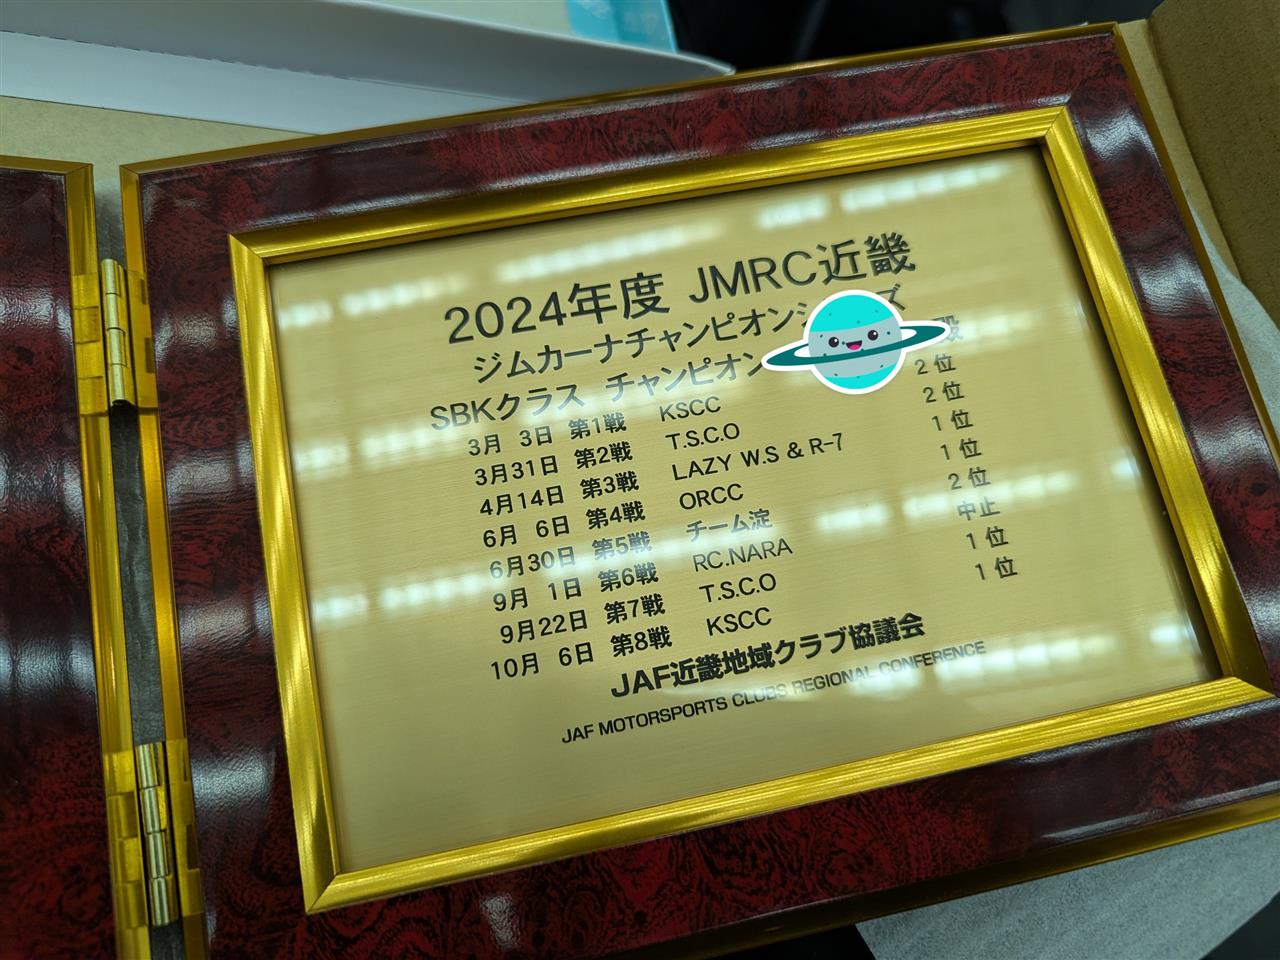 2024年度 JMRC近畿
ジムカーナチャンピオンシリーズ
SBKクラス チャンピオン 殿
3月 3日 第1戦 KSCC 2位
3月31日 第2戦 T.S.C.O 2位
4月14日 第3戦 LAZY W.S & R-7 1位
6月 6日 第4戦 ORCC 1位
6月30日 第5戦 チーム淀 2位
9月 1日 第6戦 RC.NARA 中止
9月22日 第7戦 T.S.C.O 1位
10月 6日 第8戦 KSCC 1位
JAF近畿地域クラブ協議会
JAF MOTORSPORTS CLUBS REGIONAL CONFERENCE